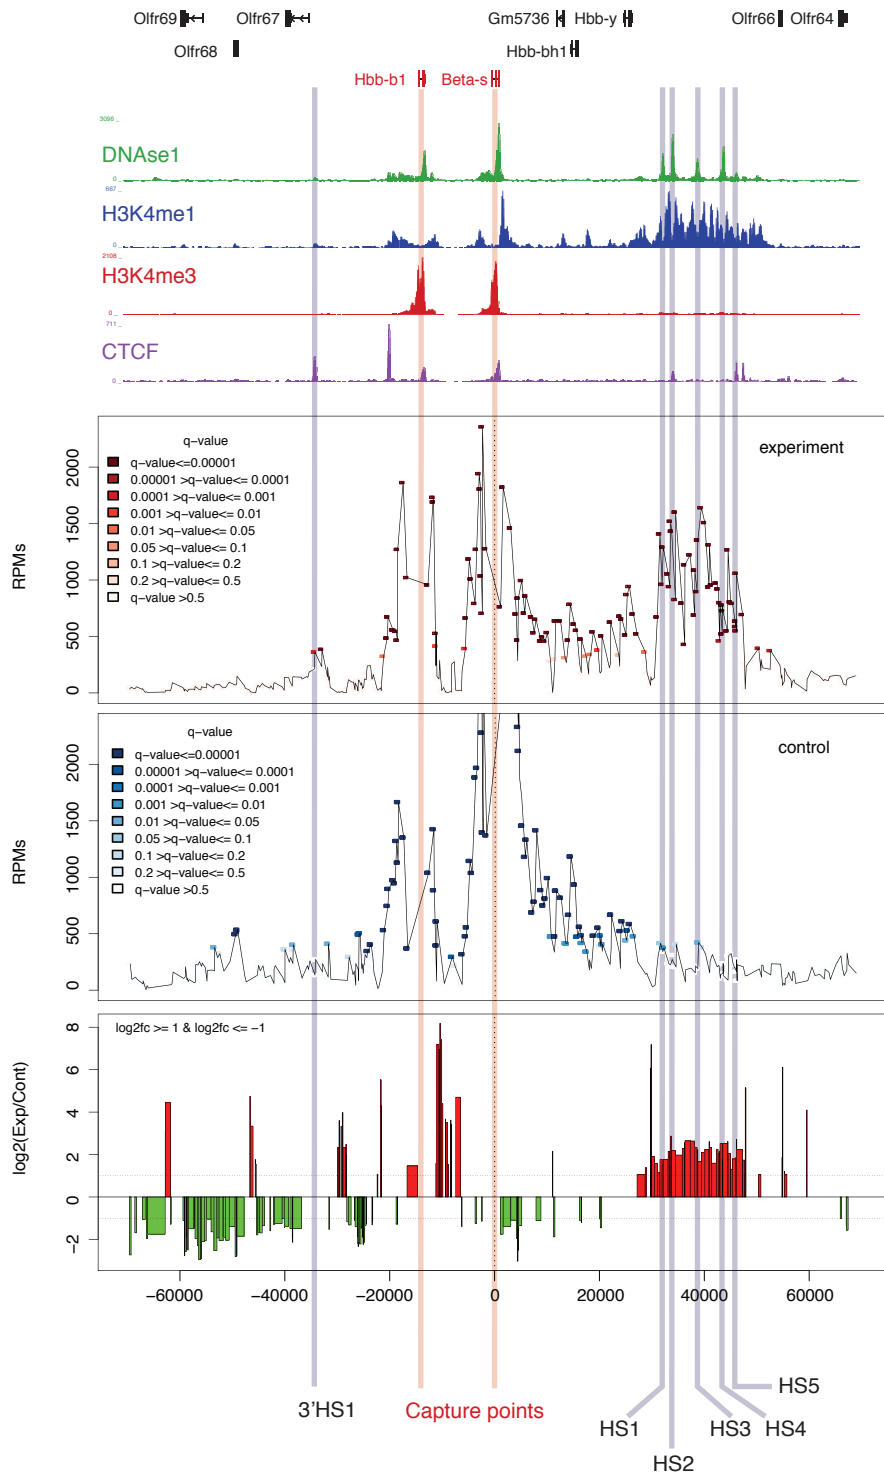 Olfr69 Olfr67 Gm5736 Hbb-y Olfr66 Olfr64
Olfr68 Hbb-bh1
Hbb-b1 Beta-s
3096
DNAse1
0
667
H3K4me1
0
2108
H3K4me3
0
711
CTCF
0
q-value
experiment
q-value<=0.00001
0.00001 >q-value<= 0.0001
0.0001 >q-value<= 0.001
0.001 >q-value<= 0.01
0.01 >q-value<= 0.05
0.05 >q-value<= 0.1
0.1 >q-value<= 0.2
0.2 >q-value<= 0.5
q-value >0.5
RPMs
2000
1500
1000
500
0
q-value
control
q-value<=0.00001
0.00001 >q-value<= 0.0001
0.0001 >q-value<= 0.001
0.001 >q-value<= 0.01
0.01 >q-value<= 0.05
0.05 >q-value<= 0.1
0.1 >q-value<= 0.2
0.2 >q-value<= 0.5
q-value >0.5
RPMs
2000
1500
1000
500
0
log2fc >= 1 & log2fc <= -1
log2(Exp/Cont)
8
6
4
2
0
-2
-60000 -40000 -20000 0 20000 40000 60000
3'HS1 Capture points HS1 HS2 HS3 HS4 HS5